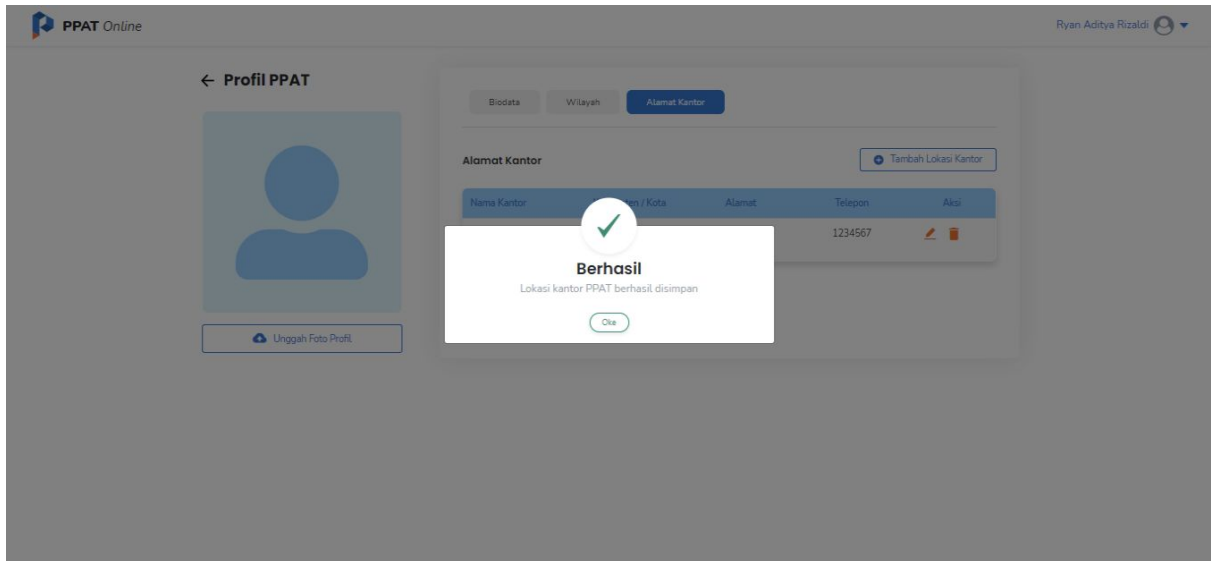 PPAT Online
Ryan Aditya Rizaldi
← Profil PPAT
Unggah Foto Profil
Biodata Wilayah Alamat Kantor
Alamat Kantor
Tambah Lokasi Kantor
Nama Kantor / Kota Alamat Telepon Aksi
1234567
Berhasil
Lokasi kantor PPAT berhasil disimpan
Oke